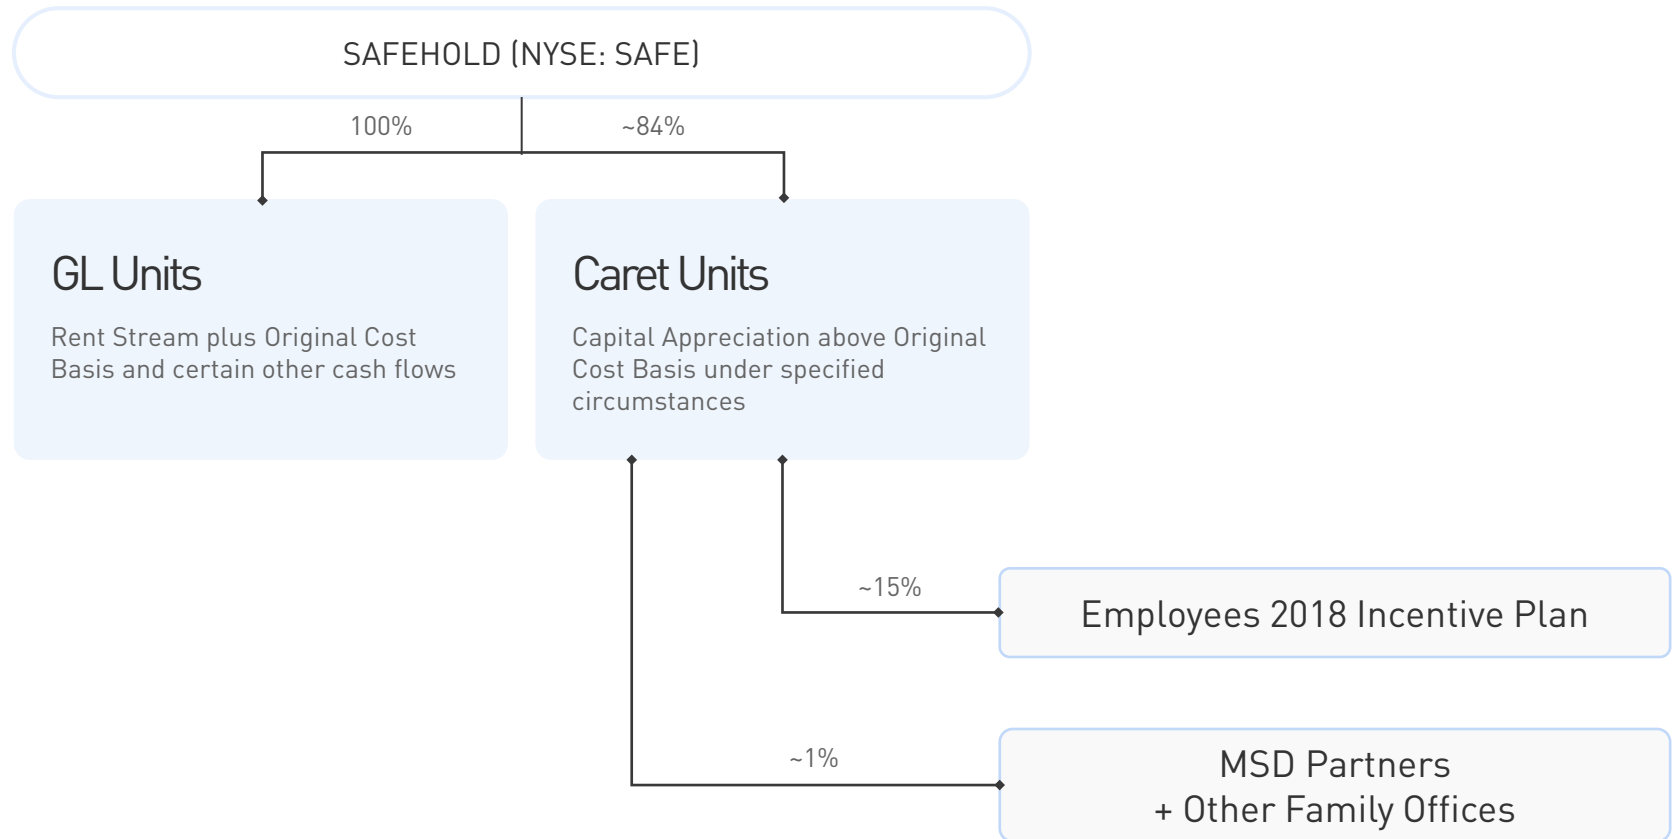 SAFEHOLD (NYSE: SAFE)
100%
~84%
GL Units
Rent Stream plus Original Cost
Basis and certain other cash flows
Caret Units
Capital Appreciation above Original
Cost Basis under specified
circumstances
~15%
Employees 2018 Incentive Plan
~1%
MSD Partners
+ Other Family Offices